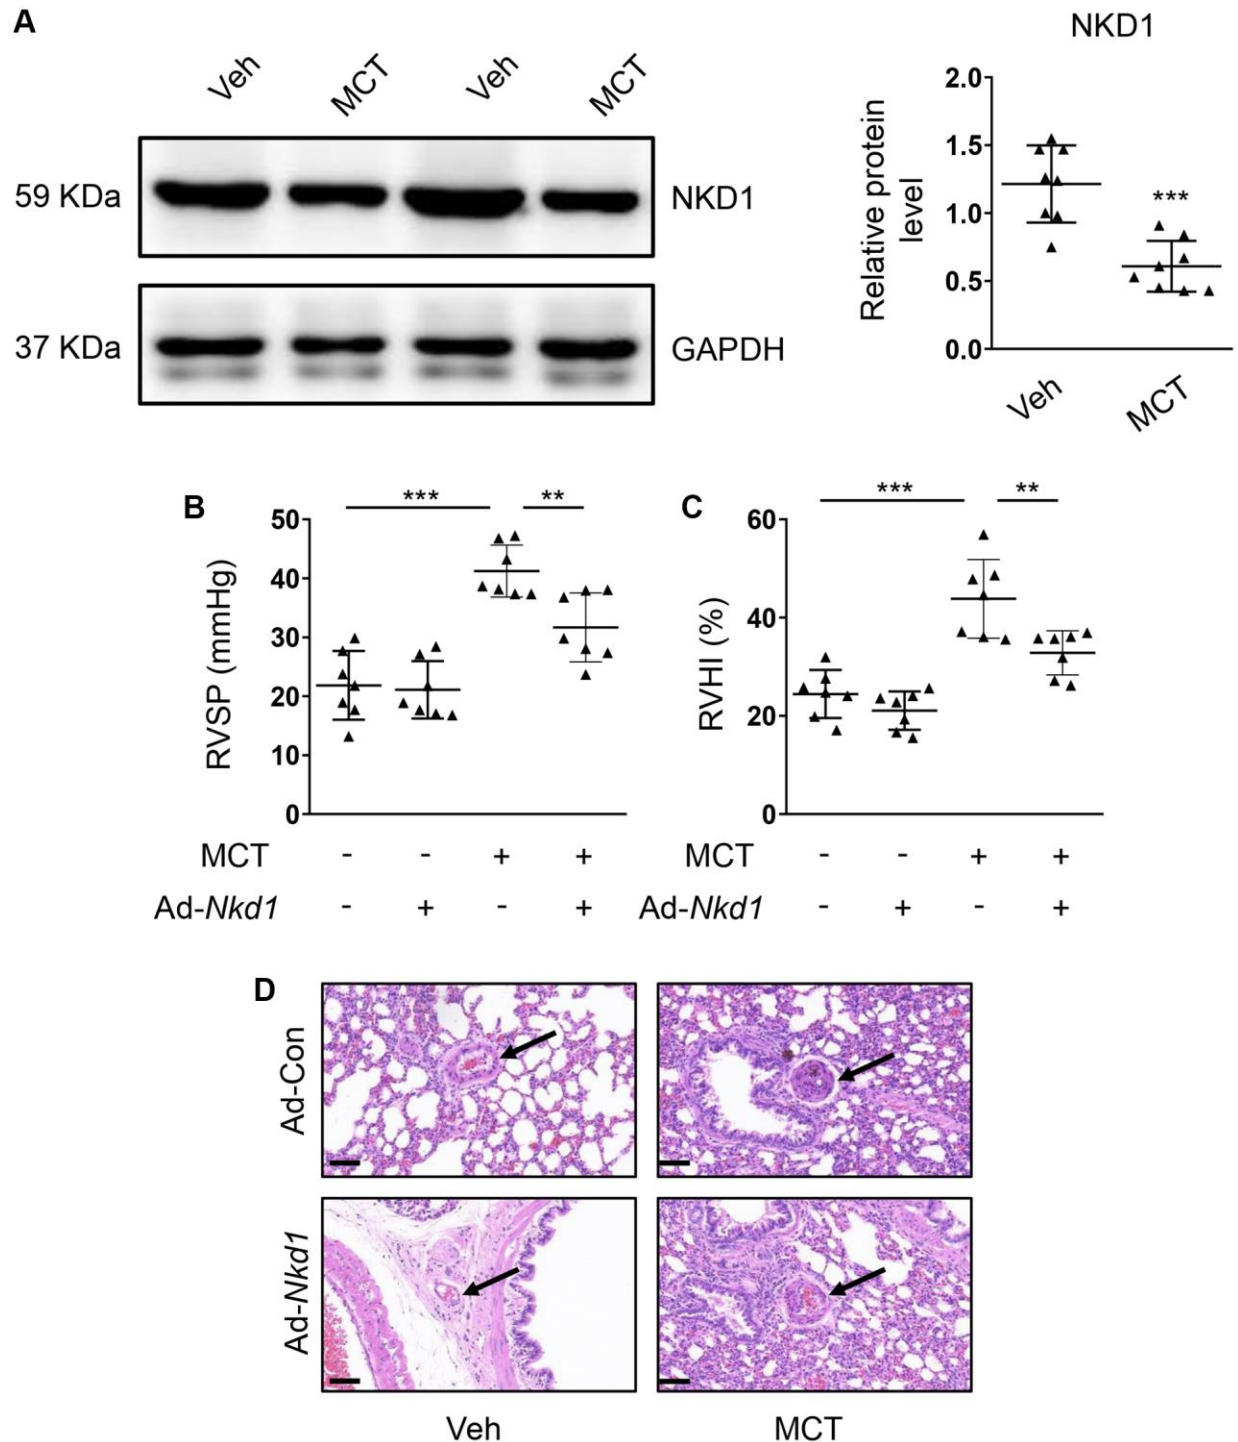 A
Veh
MCT
Veh
MCT
59 KDa
NKD1
37 KDa
GAPDH
NKD1
Relative protein
level
2.0
1.5
1.0
0.5
0.0
***
Veh
MCT
B
*** **
RVSP (mmHg)
50
40
30
20
10
0
MCT - - + +
Ad-Nkd1 - + - +
C
*** **
RVHI (%)
60
40
20
0
MCT - - + +
Ad-Nkd1 - + - +
D
Ad-Con
Ad-Nkd1
Veh
MCT